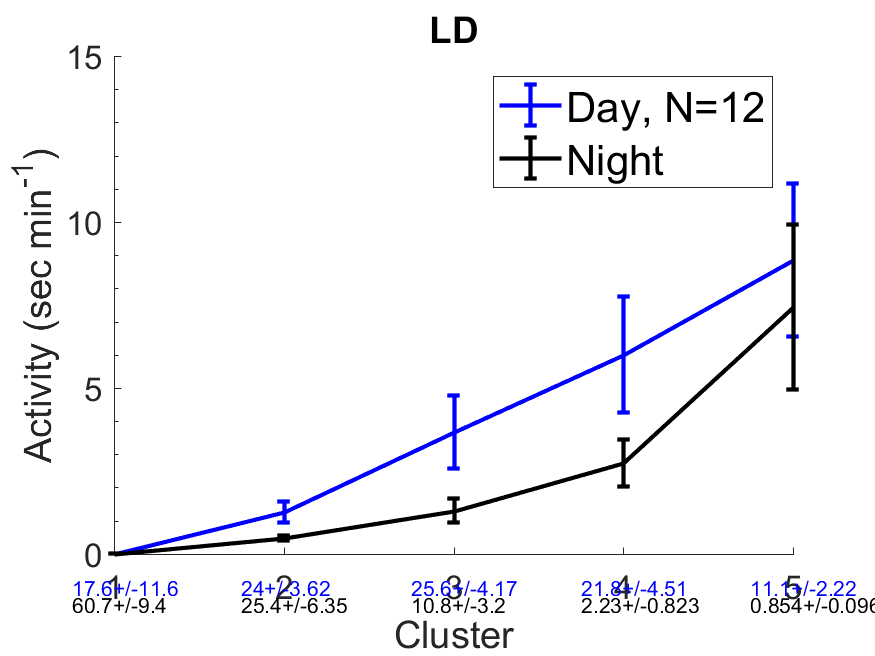 LD
15
10
5
0
Activity (sec min-1)
Day, N=12
Night
1 2 3 4 5
17.6+/-11.6 24+/-3.62 25.6+/-4.17 21.8+/-4.51 11.1+/-2.22
60.7+/-9.4 25.4+/-6.35 10.8+/-3.2 2.23+/-0.823 0.854+/-0.096
Cluster